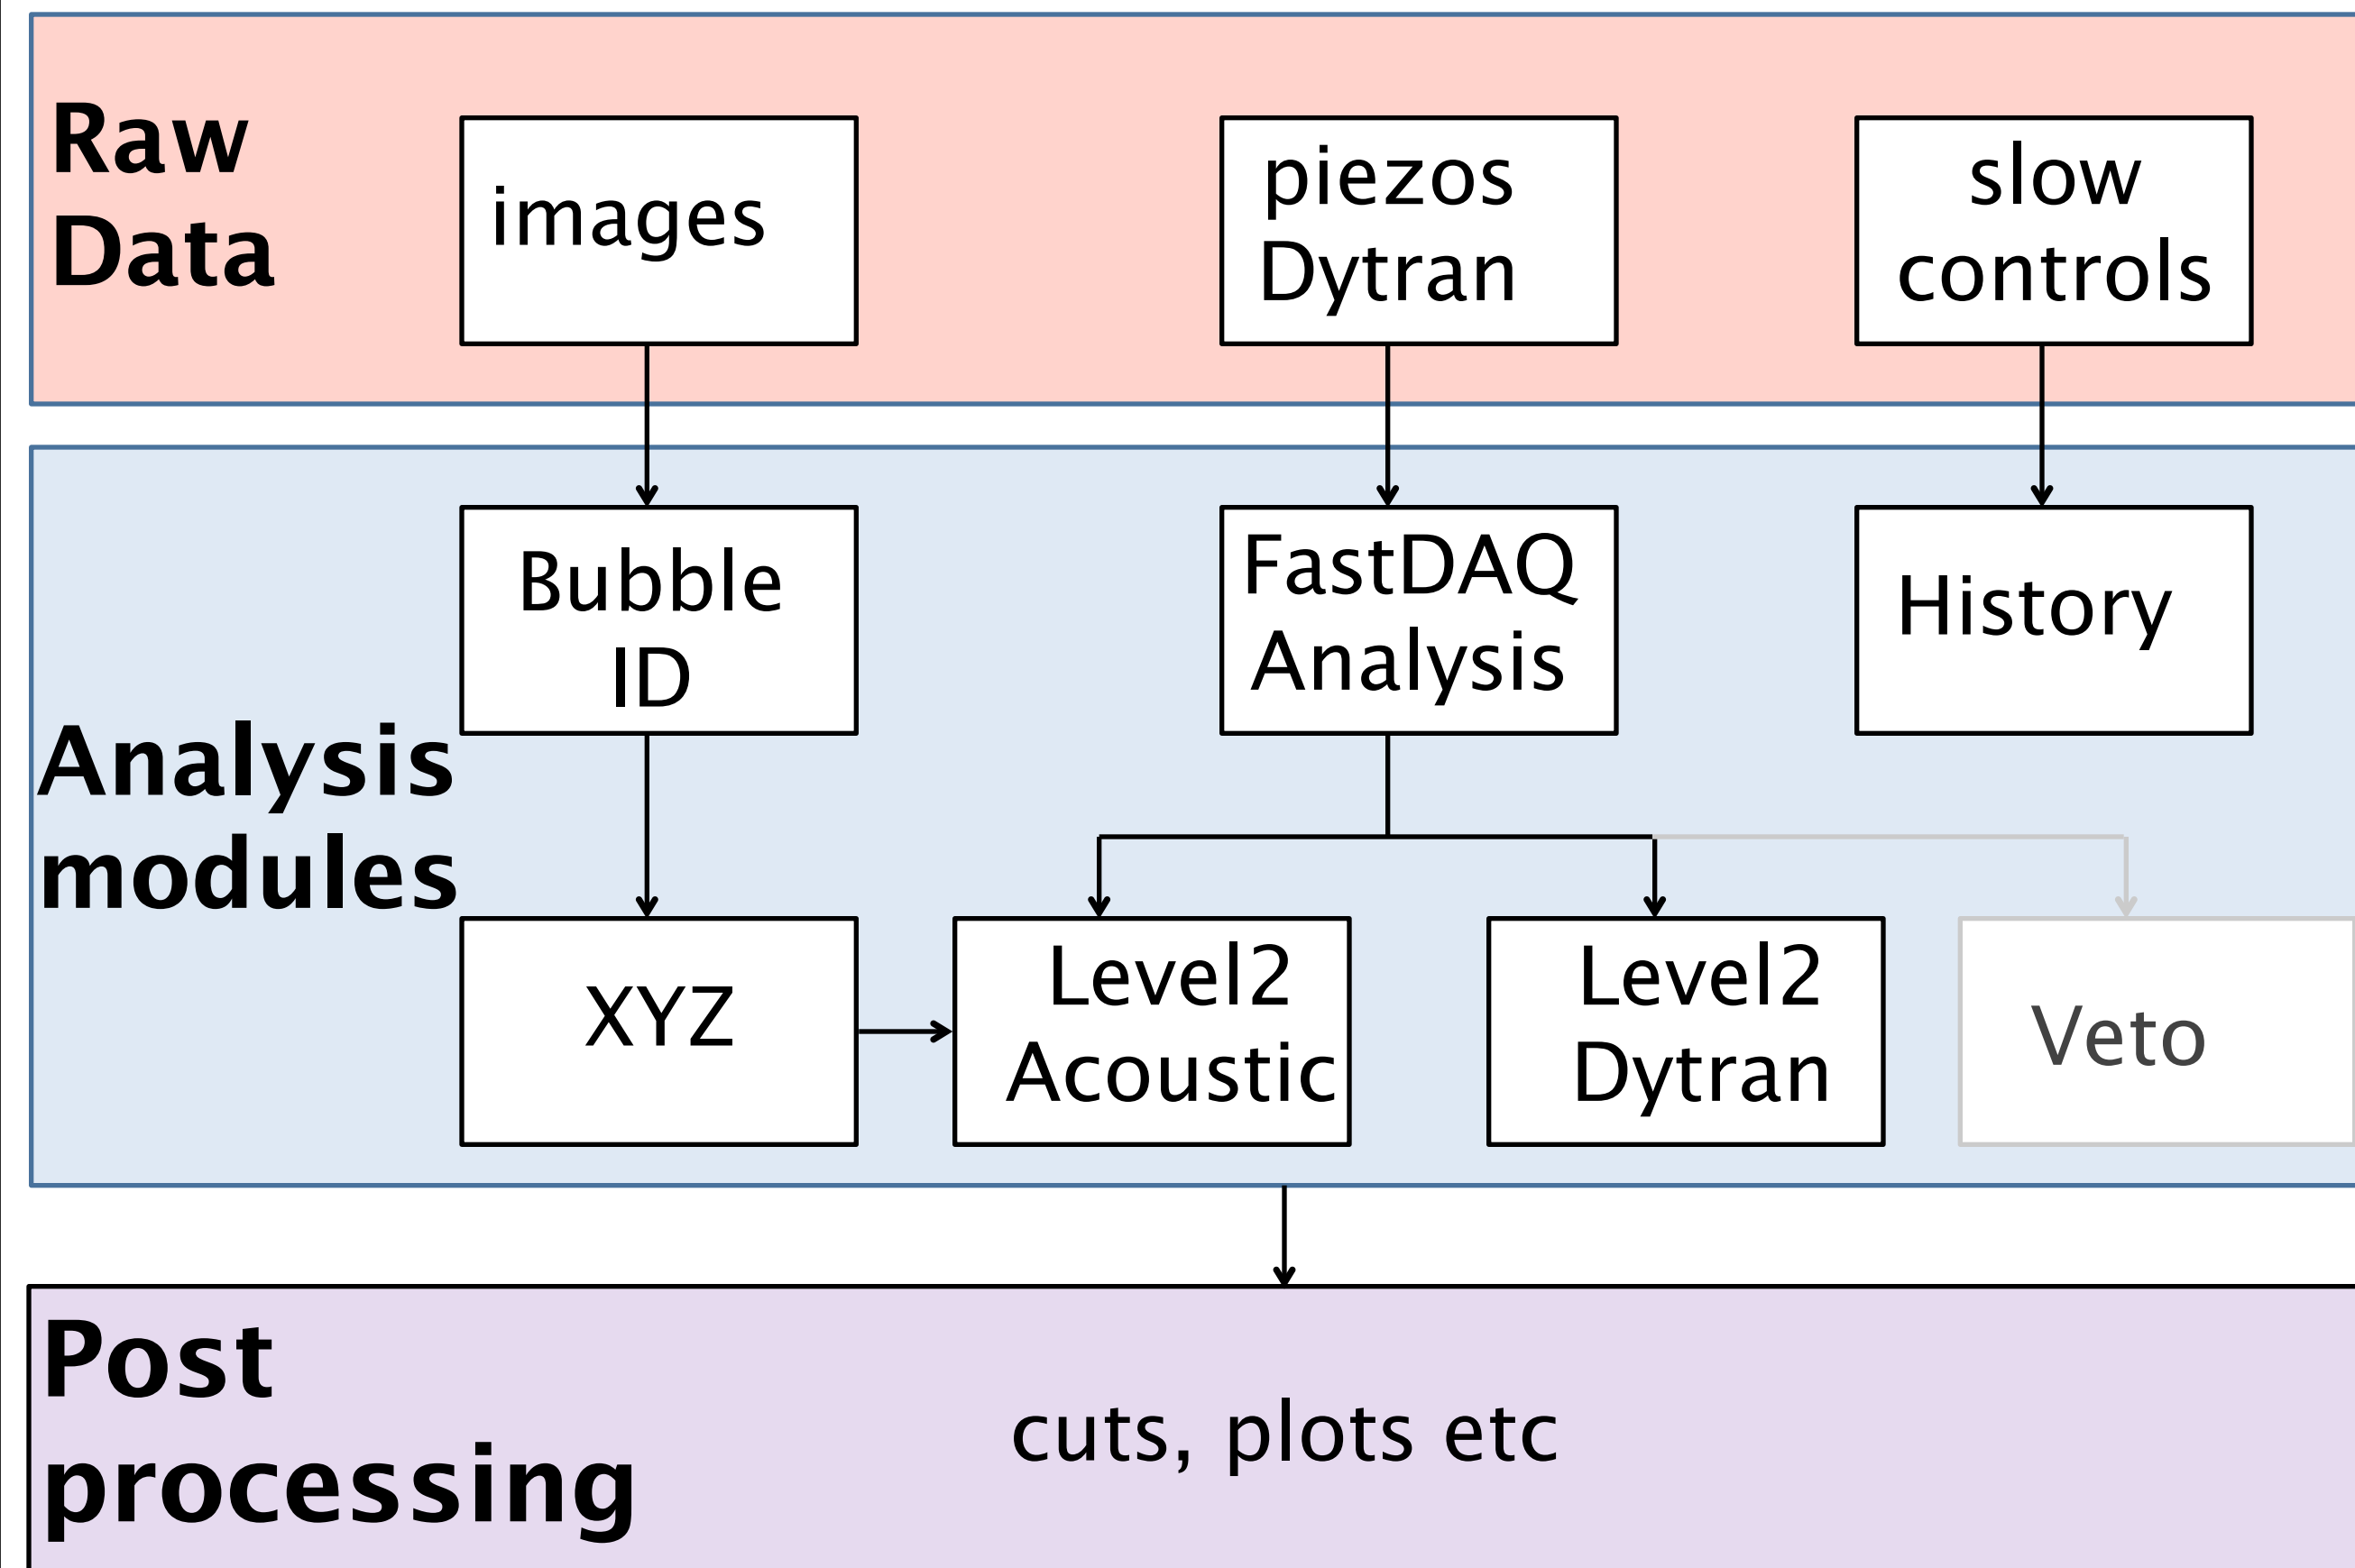 Raw
Data
images
piezos
Dytran
slow
controls
Analysis
modules
Bubble
ID
FastDAQ
Analysis
History
XYZ
Level2
Acoustic
Level2
Dytran
Veto
Post
processing
cuts, plots etc